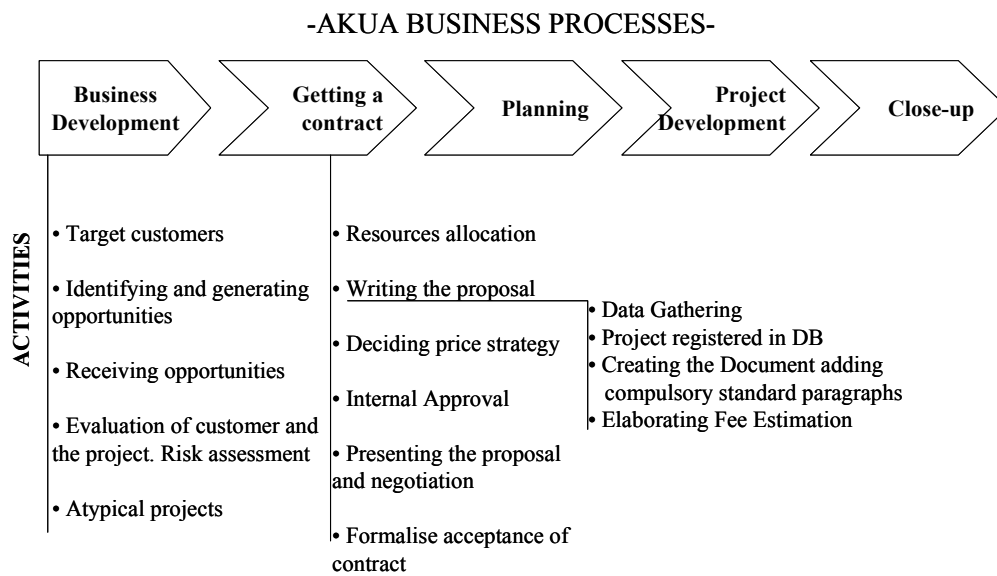 -AKUA BUSINESS PROCESSES-
Business
Development
Getting a
contract
Planning
Project
Development
Close-up
ACTIVITIES
• Target customers
• Identifying and generating
opportunities
• Receiving opportunities
• Evaluation of customer and
the project. Risk assessment
• Atypical projects
• Resources allocation
• Writing the proposal
• Deciding price strategy
• Internal Approval
• Presenting the proposal
and negotiation
• Formalise acceptance of
contract
• Data Gathering
• Project registered in DB
• Creating the Document adding
compulsory standard paragraphs
• Elaborating Fee Estimation